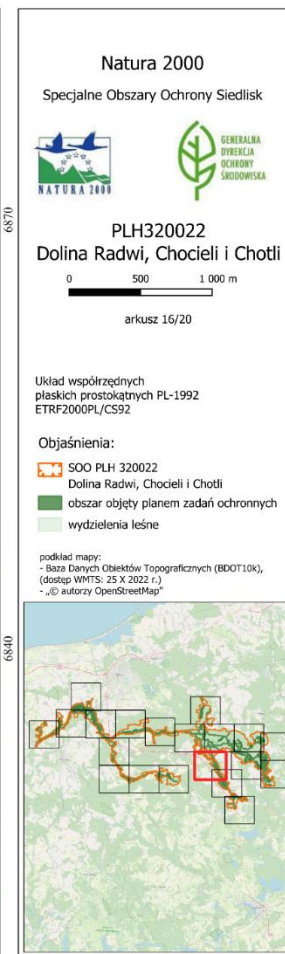 Natura 2000
Specjalne Obszary Ochrony Siedlisk
NATURA 2000
GENERALNA
DYREKCJA
OCHRONY
ŚRODOWISKA
PLH320022
Dolina Radwi, Chocieli i Chotli
0 500 1 000 m
arkusz 16/20
Układ współrzędnych
płaskich prostokątnych PL-1992
ETRF2000PL/CS92
Objaśnienia:
SOO PLH 320022
Dolina Radwi, Chocieli i Chotli
obszar objęty planem zadań ochronnych
wydzielenia leśne
podkład mapy:
- Baza Danych Obiektów Topograficznych (BDOT10k),
(dostęp WMTS: 25 X 2022 r.)
- „© autorzy OpenStreetMap"
6870
6840